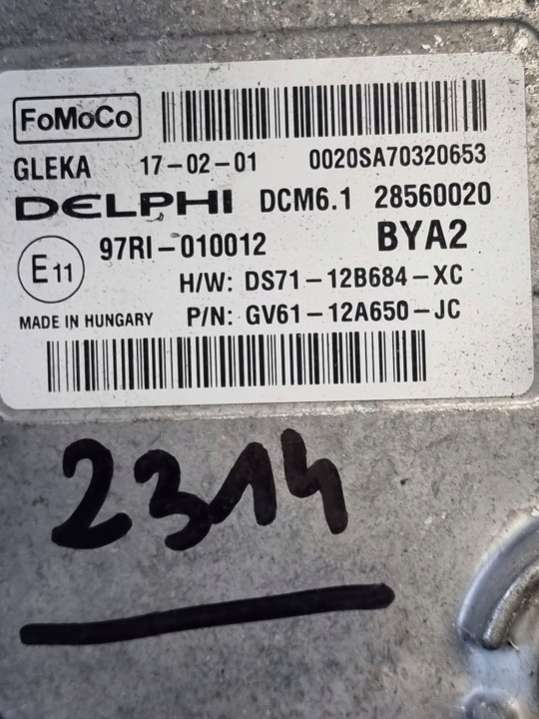 FoMoCo
GLEKA 17-02-01 0020SA70320653
DELPHI DCM6.1 28560020
E11 97RI-010012 BYA2
H/W: DS71-12B684-XC
MADE IN HUNGARY P/N: GV61-12A650-JC
2314